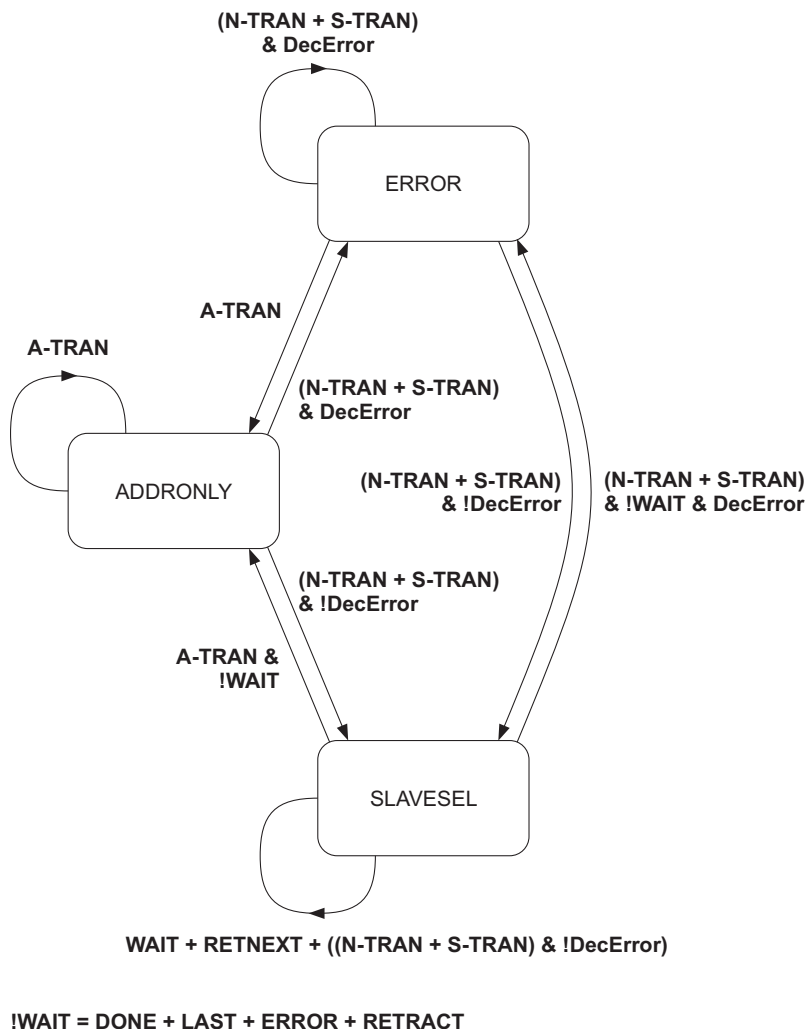 (N-TRAN + S-TRAN)
& DecError
ERROR
A-TRAN
A-TRAN
(N-TRAN + S-TRAN)
& DecError
ADDRONLY
(N-TRAN + S-TRAN)
& !DecError
(N-TRAN + S-TRAN)
& !WAIT & DecError
(N-TRAN + S-TRAN)
& !DecError
A-TRAN &
!WAIT
SLAVESEL
WAIT + RETNEXT + ((N-TRAN + S-TRAN) & !DecError)
!WAIT = DONE + LAST + ERROR + RETRACT